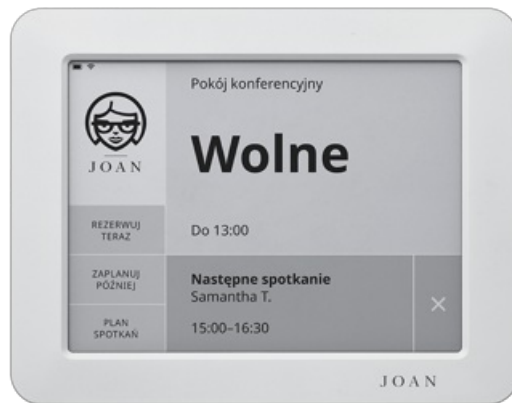 Pokój konferencyjny
JOAN
Wolne
REZERWUJ
TERAZ
Do 13:00
ZAPLANUJ
PÓŹNIEJ
Następne spotkanie
Samantha T.
PLAN
SPOTKAŃ
15:00–16:30
JOAN